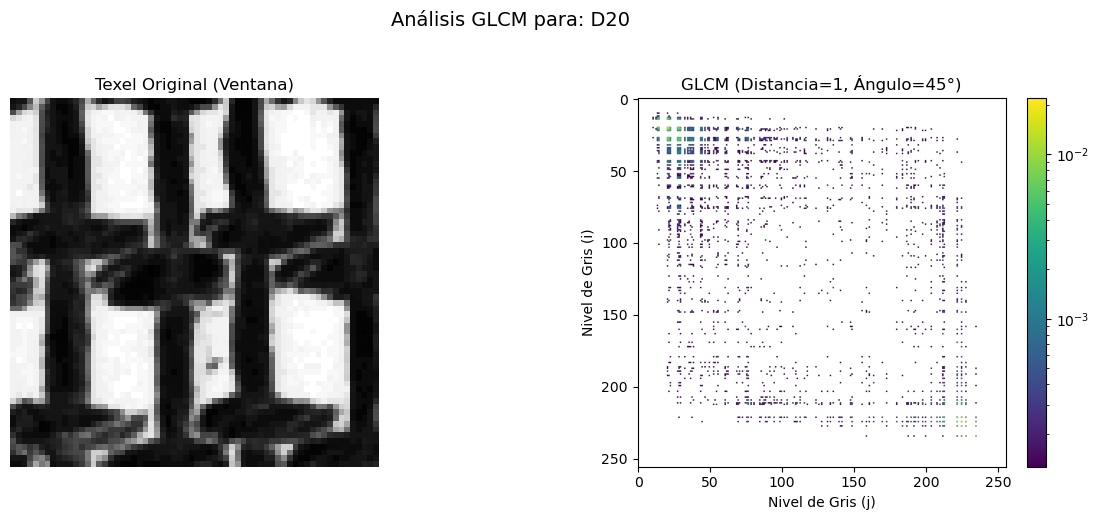 Análisis GLCM para: D20
Texel Original (Ventana)
GLCM (Distancia=1, Ángulo=45°)
0
50
100
150
200
250
Nivel de Gris (i)
0
50
100
150
200
250
Nivel de Gris (j)
10⁻²
10⁻³